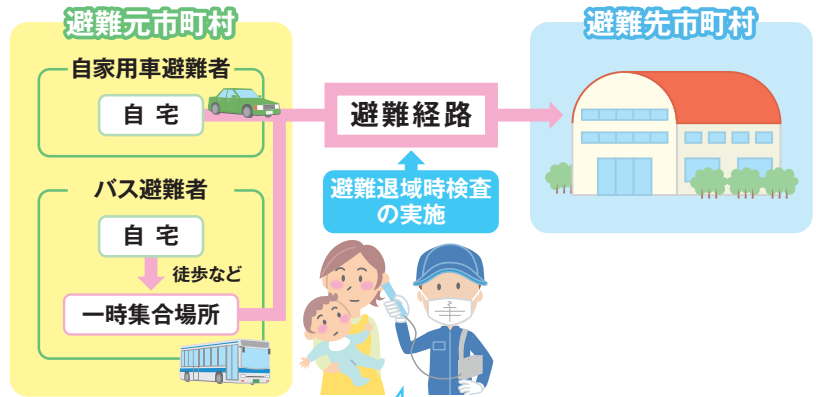 避難元市町村
避難先市町村
自家用車避難者
自宅
避難経路
避難退域時検査
の実施
バス避難者
自宅
徒歩など
一時集合場所